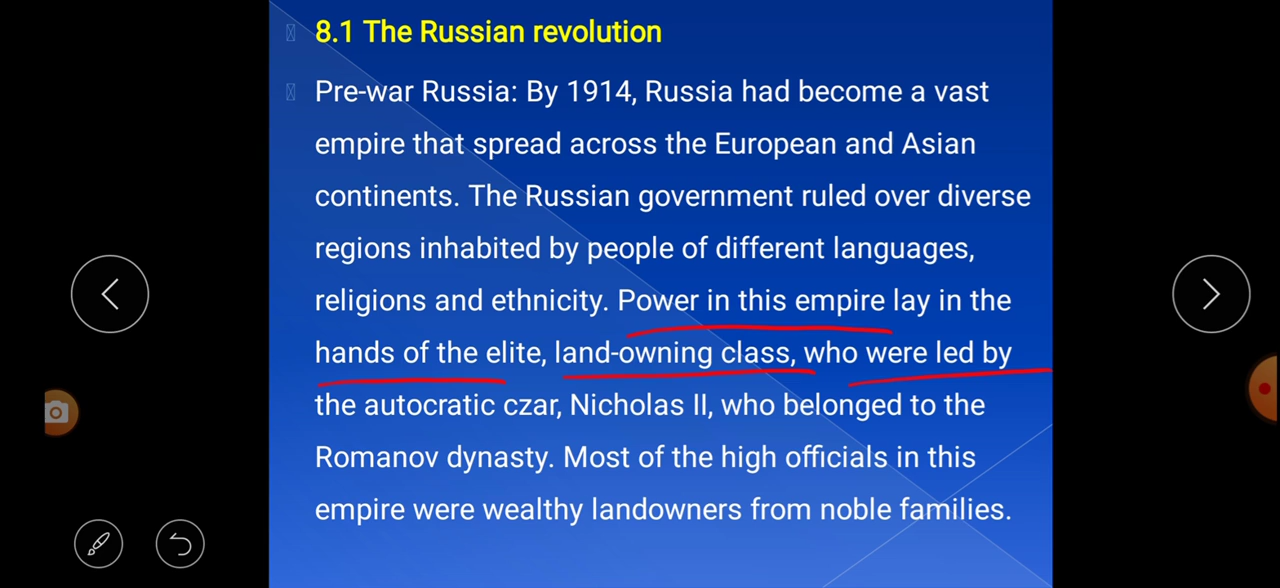 8.1 The Russian revolution
Pre-war Russia: By 1914, Russia had become a vast
empire that spread across the European and Asian
continents. The Russian government ruled over diverse
regions inhabited by people of different languages,
religions and ethnicity. Power in this empire lay in the
hands of the elite, land-owning class, who were led by
the autocratic czar, Nicholas II, who belonged to the
Romanov dynasty. Most of the high officials in this
empire were wealthy landowners from noble families.